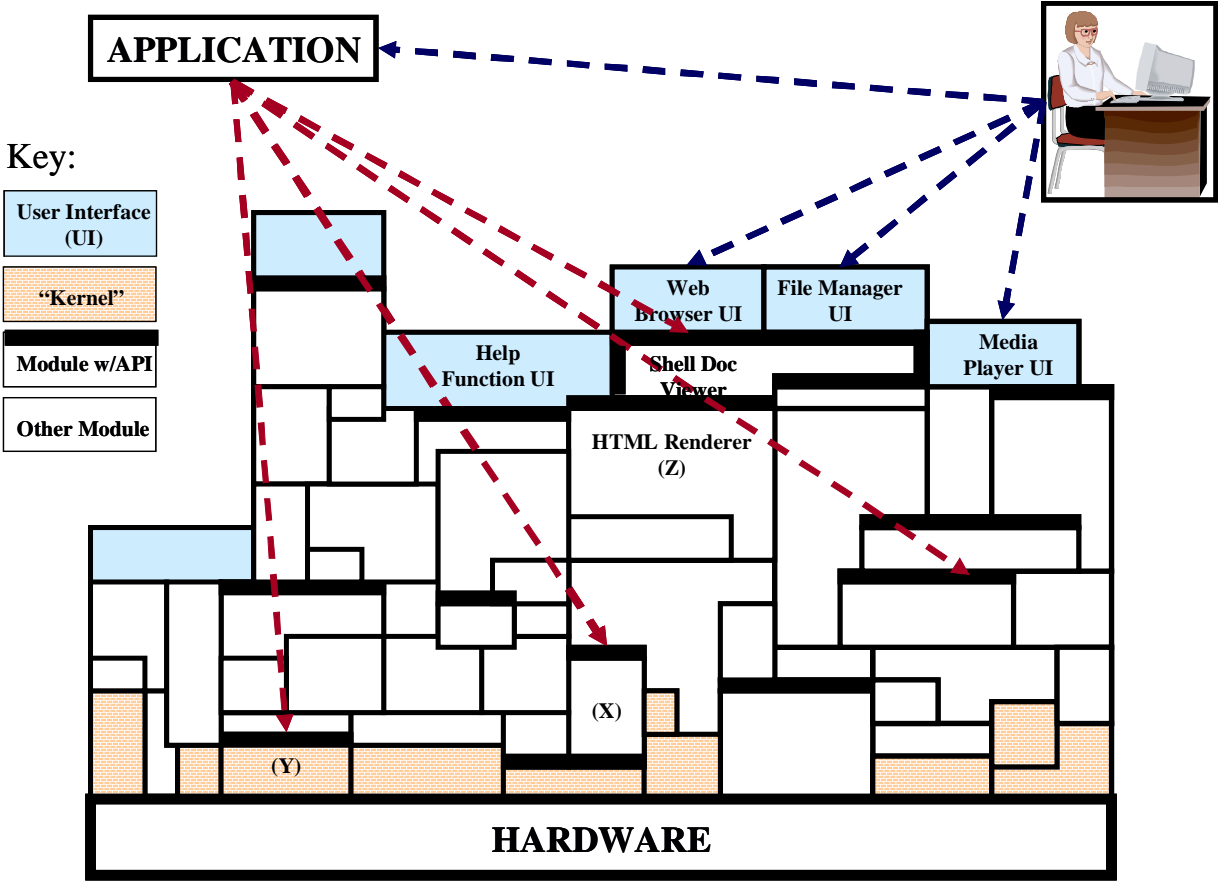 APPLICATION
Key:
User Interface
(UI)
“Kernel”
Module w/API
Other Module
Web
Browser UI
File Manager
UI
Media
Player UI
Help
Function UI
Shell Doc
Viewer
HTML Renderer
(Z)
(X)
(Y)
HARDWARE